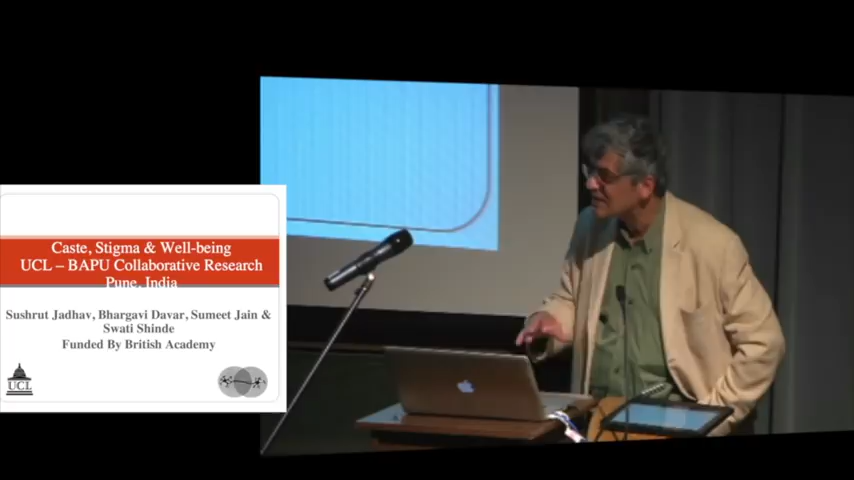 Caste, Stigma & Well-being
UCL – BAPU Collaborative Research
Pune, India
Sushrut Jadhav, Bhargavi Davar, Sumeet Jain &
Swati Shinde
Funded By British Academy
UCL